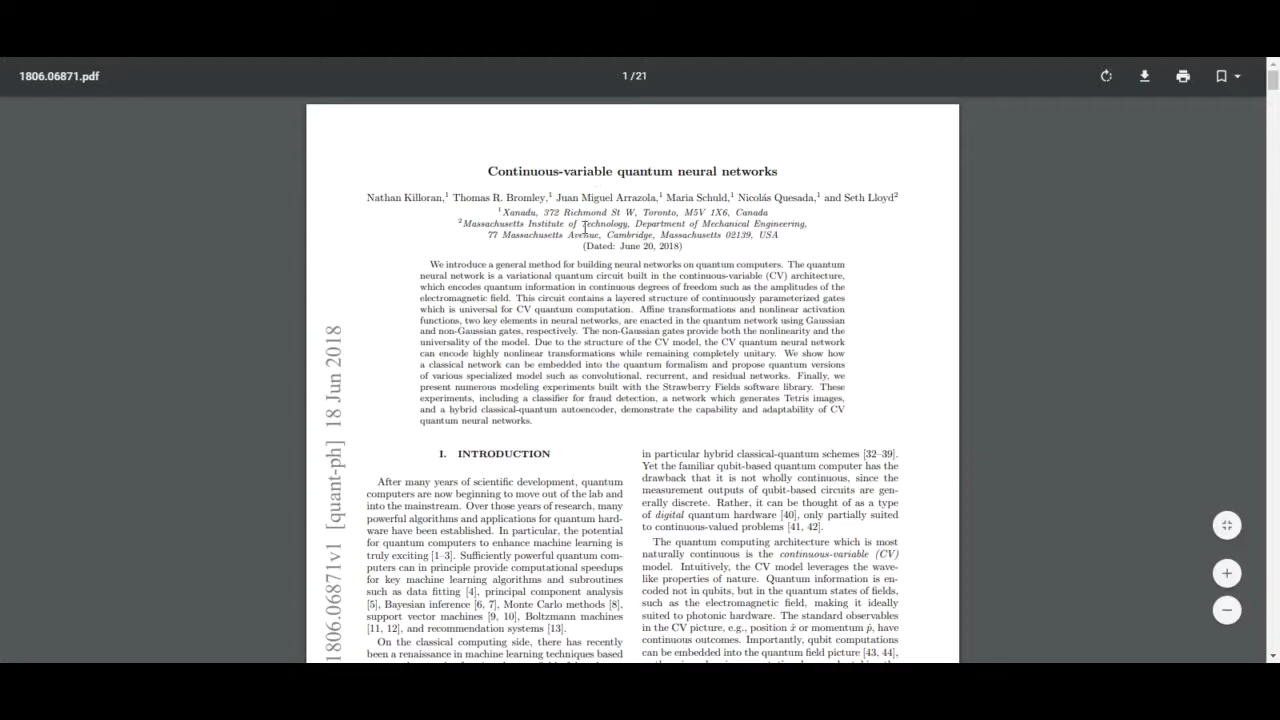 1806.06871.pdf
1 / 21
Continuous-variable quantum neural networks
Nathan Killoran,1 Thomas R. Bromley,1 Juan Miguel Arrazola,1 Maria Schuld,1 Nicolás Quesada,1 and Seth Lloyd2
1Xanadu, 372 Richmond St W, Toronto, M5V 1X6, Canada
2Massachusetts Institute of Technology, Department of Mechanical Engineering,
77 Massachusetts Avenue, Cambridge, Massachusetts 02139, USA
(Dated: June 20, 2018)
We introduce a general method for building neural networks on quantum computers. The quantum
neural network is a variational quantum circuit built in the continuous-variable (CV) architecture,
which encodes quantum information in continuous degrees of freedom such as the amplitudes of the
electromagnetic field. This circuit contains a layered structure of continuously parameterized gates
which is universal for CV quantum computation. Affine transformations and nonlinear activation
functions, two key elements in neural networks, are enacted in the quantum network using Gaussian
and non-Gaussian gates, respectively. The non-Gaussian gates provide both the nonlinearity and the
universality of the model. Due to the structure of the CV model, the CV quantum neural network
can encode highly nonlinear transformations while remaining completely unitary. We show how
a classical network can be embedded into the quantum formalism and propose quantum versions
of various specialized model such as convolutional, recurrent, and residual networks. Finally, we
present numerous modeling experiments built with the Strawberry Fields software library. These
experiments, including a classifier for fraud detection, a network which generates Tetris images,
and a hybrid classical-quantum autoencoder, demonstrate the capability and adaptability of CV
quantum neural networks.
1806.06871v1 [quant-ph] 18 Jun 2018
I. INTRODUCTION
After many years of scientific development, quantum
computers are now beginning to move out of the lab and
into the mainstream. Over those years of research, many
powerful algorithms and applications for quantum hard-
ware have been established. In particular, the potential
for quantum computers to enhance machine learning is
truly exciting [1–3]. Sufficiently powerful quantum com-
puters can in principle provide computational speedups
for key machine learning algorithms and subroutines
such as data fitting [4], principal component analysis
[5], Bayesian inference [6, 7], Monte Carlo methods [8],
support vector machines [9, 10], Boltzmann machines
[11, 12], and recommendation systems [13].
On the classical computing side, there has recently
been a renaissance in machine learning techniques based
in particular hybrid classical-quantum schemes [32–39].
Yet the familiar qubit-based quantum computer has the
drawback that it is not wholly continuous, since the
measurement outputs of qubit-based circuits are gen-
erally discrete. Rather, it can be thought of as a type
of digital quantum hardware [40], only partially suited
to continuous-valued problems [41, 42].
The quantum computing architecture which is most
naturally continuous is the continuous-variable (CV)
model. Intuitively, the CV model leverages the wave-
like properties of nature. Quantum information is en-
coded not in qubits, but in the quantum states of fields,
such as the electromagnetic field, making it ideally
suited to photonic hardware. The standard observables
in the CV picture, e.g., position x̂ or momentum p̂, have
continuous outcomes. Importantly, qubit computations
can be embedded into the quantum field picture [43, 44],